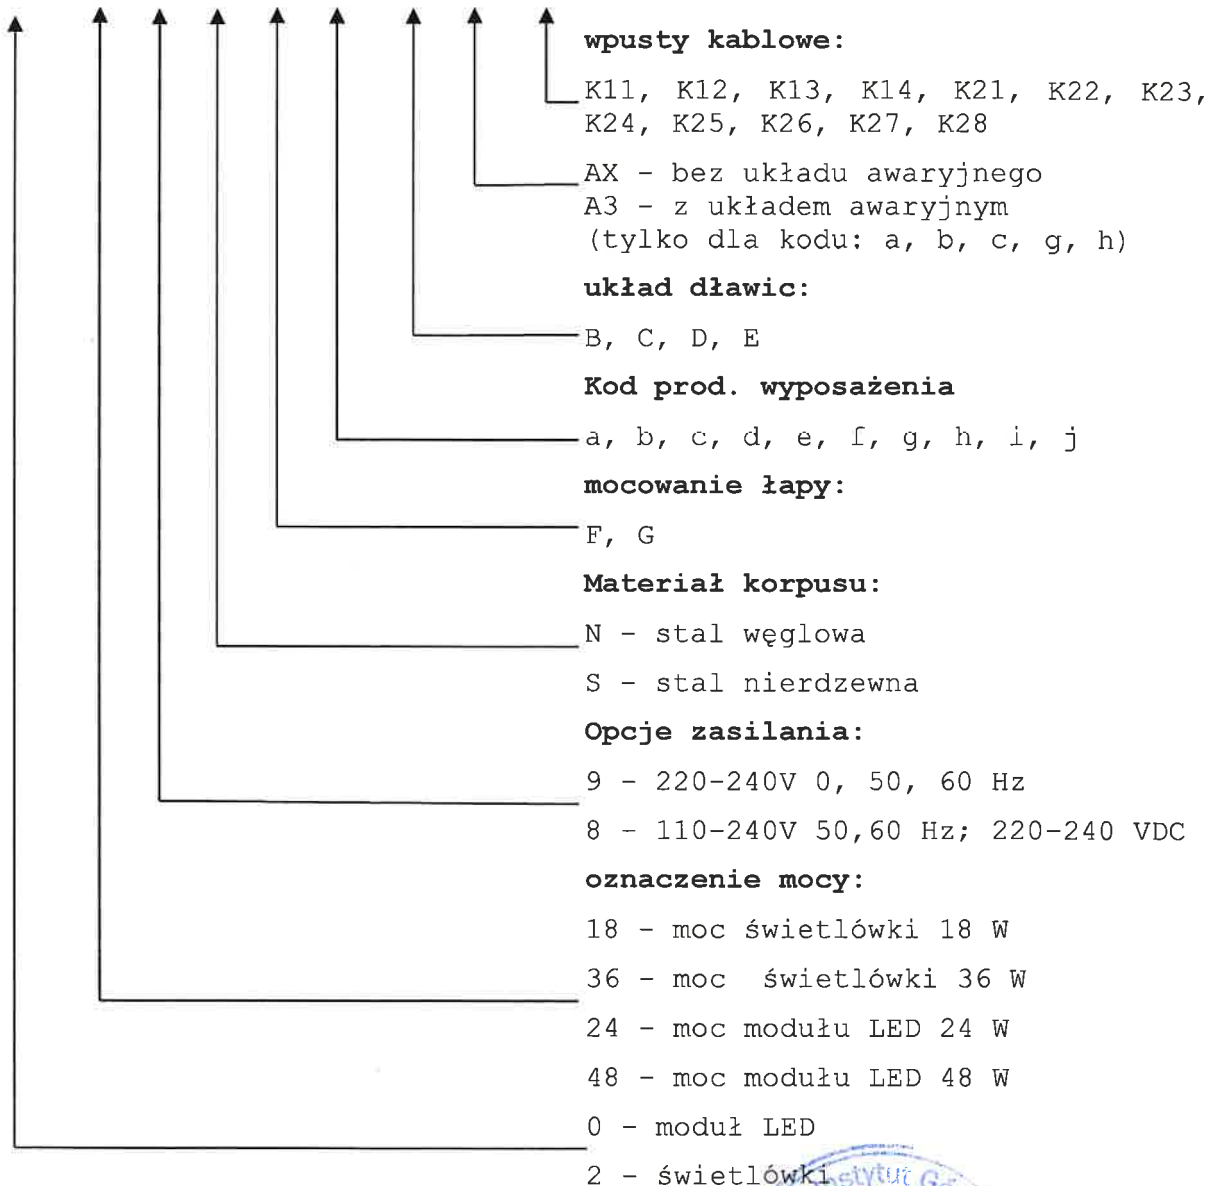 wpusty kablowe:
K11, K12, K13, K14, K21, K22, K23,
K24, K25, K26, K27, K28
AX – bez układu awaryjnego
A3 – z układem awaryjnym
(tylko dla kodu: a, b, c, g, h)
układ dławic:
B, C, D, E
Kod prod. wyposażenia
a, b, c, d, e, f, g, h, i, j
mocowanie łapy:
F, G
Materiał korpusu:
N – stal węglowa
S – stal nierdzewna
Opcje zasilania:
9 – 220-240V 0, 50, 60 Hz
8 – 110-240V 50,60 Hz; 220-240 VDC
oznaczenie mocy:
18 – moc świetlówki 18 W
36 – moc świetlówki 36 W
24 – moc modułu LED 24 W
48 – moc modułu LED 48 W
0 – moduł LED
2 – świetlówki